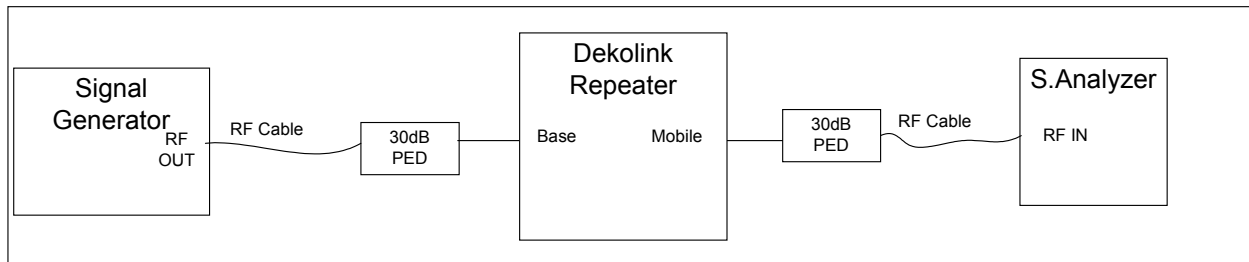 Signal
Generator
RF
OUT
RF Cable
30dB
PED
Dekolink
Repeater
Base
Mobile
30dB
PED
RF Cable
S.Analyzer
RF IN